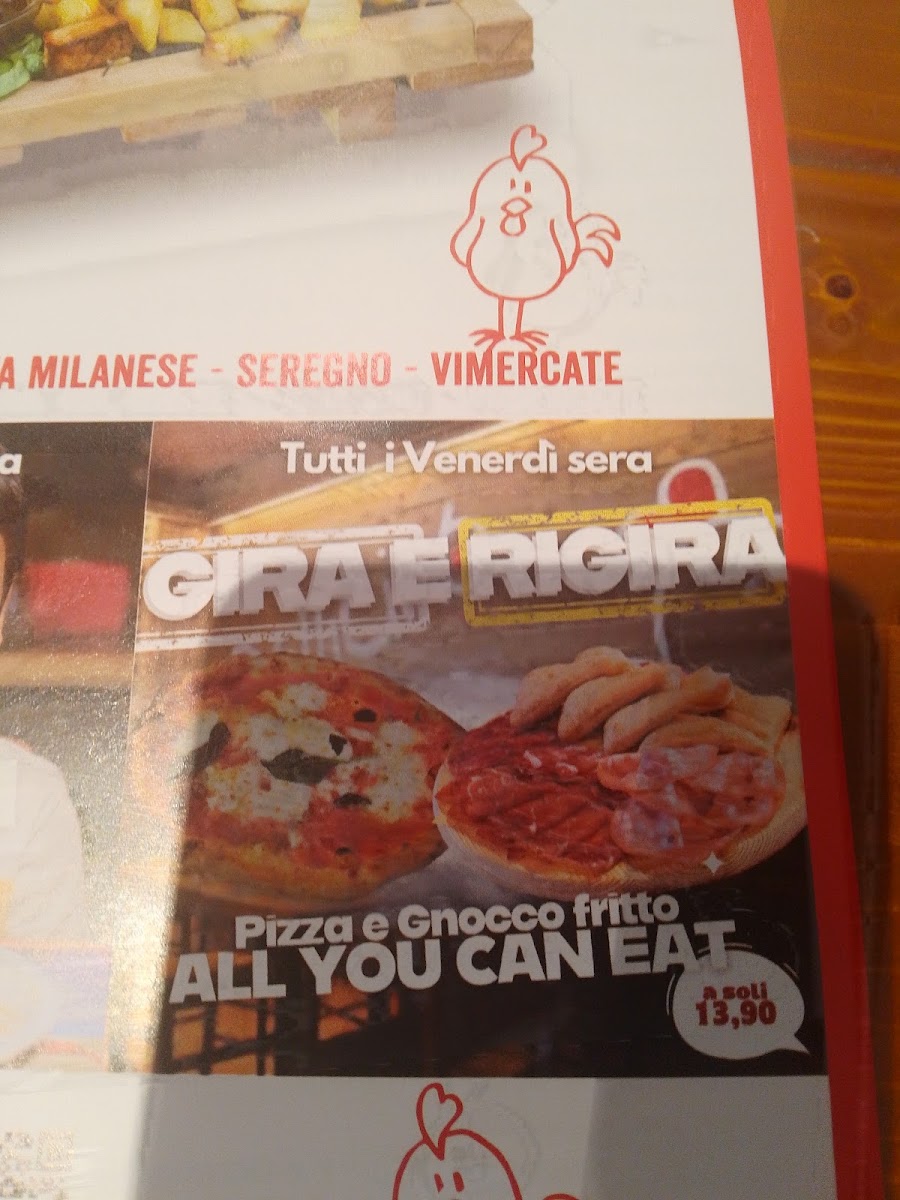 A MILANESE - SEREGNO - VIMERCATE
a
Tutti i Venerdì sera
GIRA E RIGIRA
Pizza e Gnocco fritto
ALL YOU CAN EAT
a soli
13,90